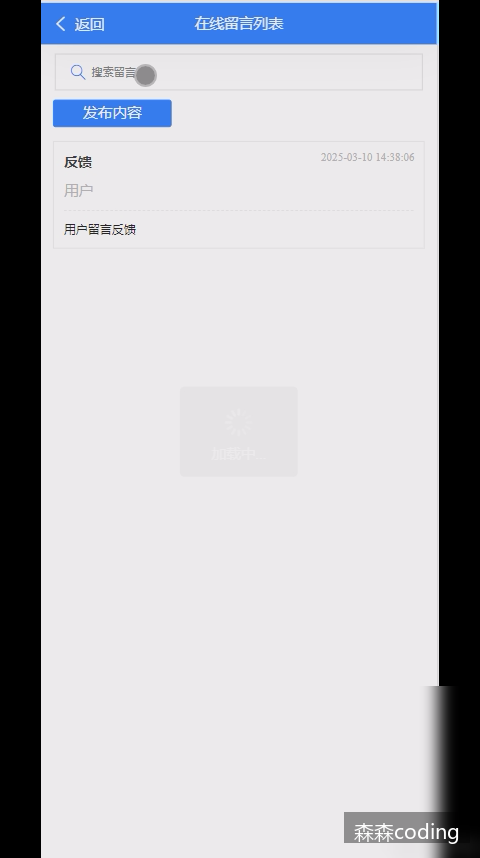 返回
在线留言列表
搜索留言
发布内容
反馈
2025-03-10 14:38:06
用户
用户留言反馈
加载中...
森森coding